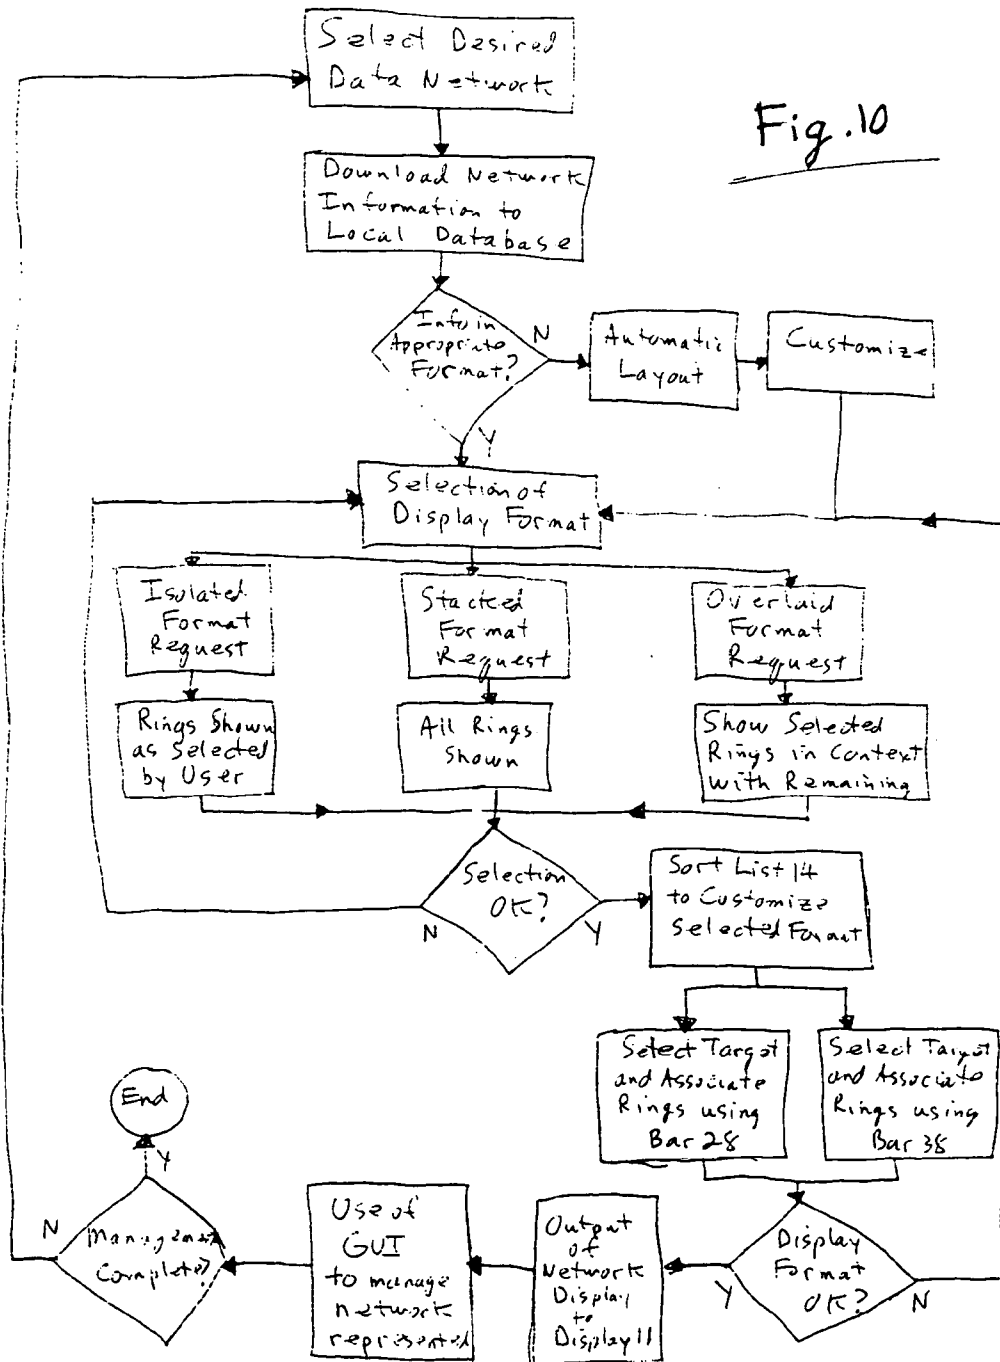 Select Desired
Data Network
Fig.10
Download Network
Information to
Local Database
Info in
Appropriate
Format?
N
Y
Automatic
Layout
Customize
Selection of
Display Format
Isolated
Format
Request
Stacked
Format
Request
Overlaid
Format
Request
Rings Shown
as Selected
by User
All Rings
Shown
Show Selected
Rings in Context
with Remaining
Selection
OK?
N
Y
Sort List 14
to Customize
Selected Format
Select Target
and Associate
Rings using
Bar 28
Select Target
and Associate
Rings using
Bar 38
Display
Format
OK?
Y
N
Output
of
Network
Display
to
Display 11
Use of
GUI
to manage
network
represented
Management
Complete?
N
Y
End